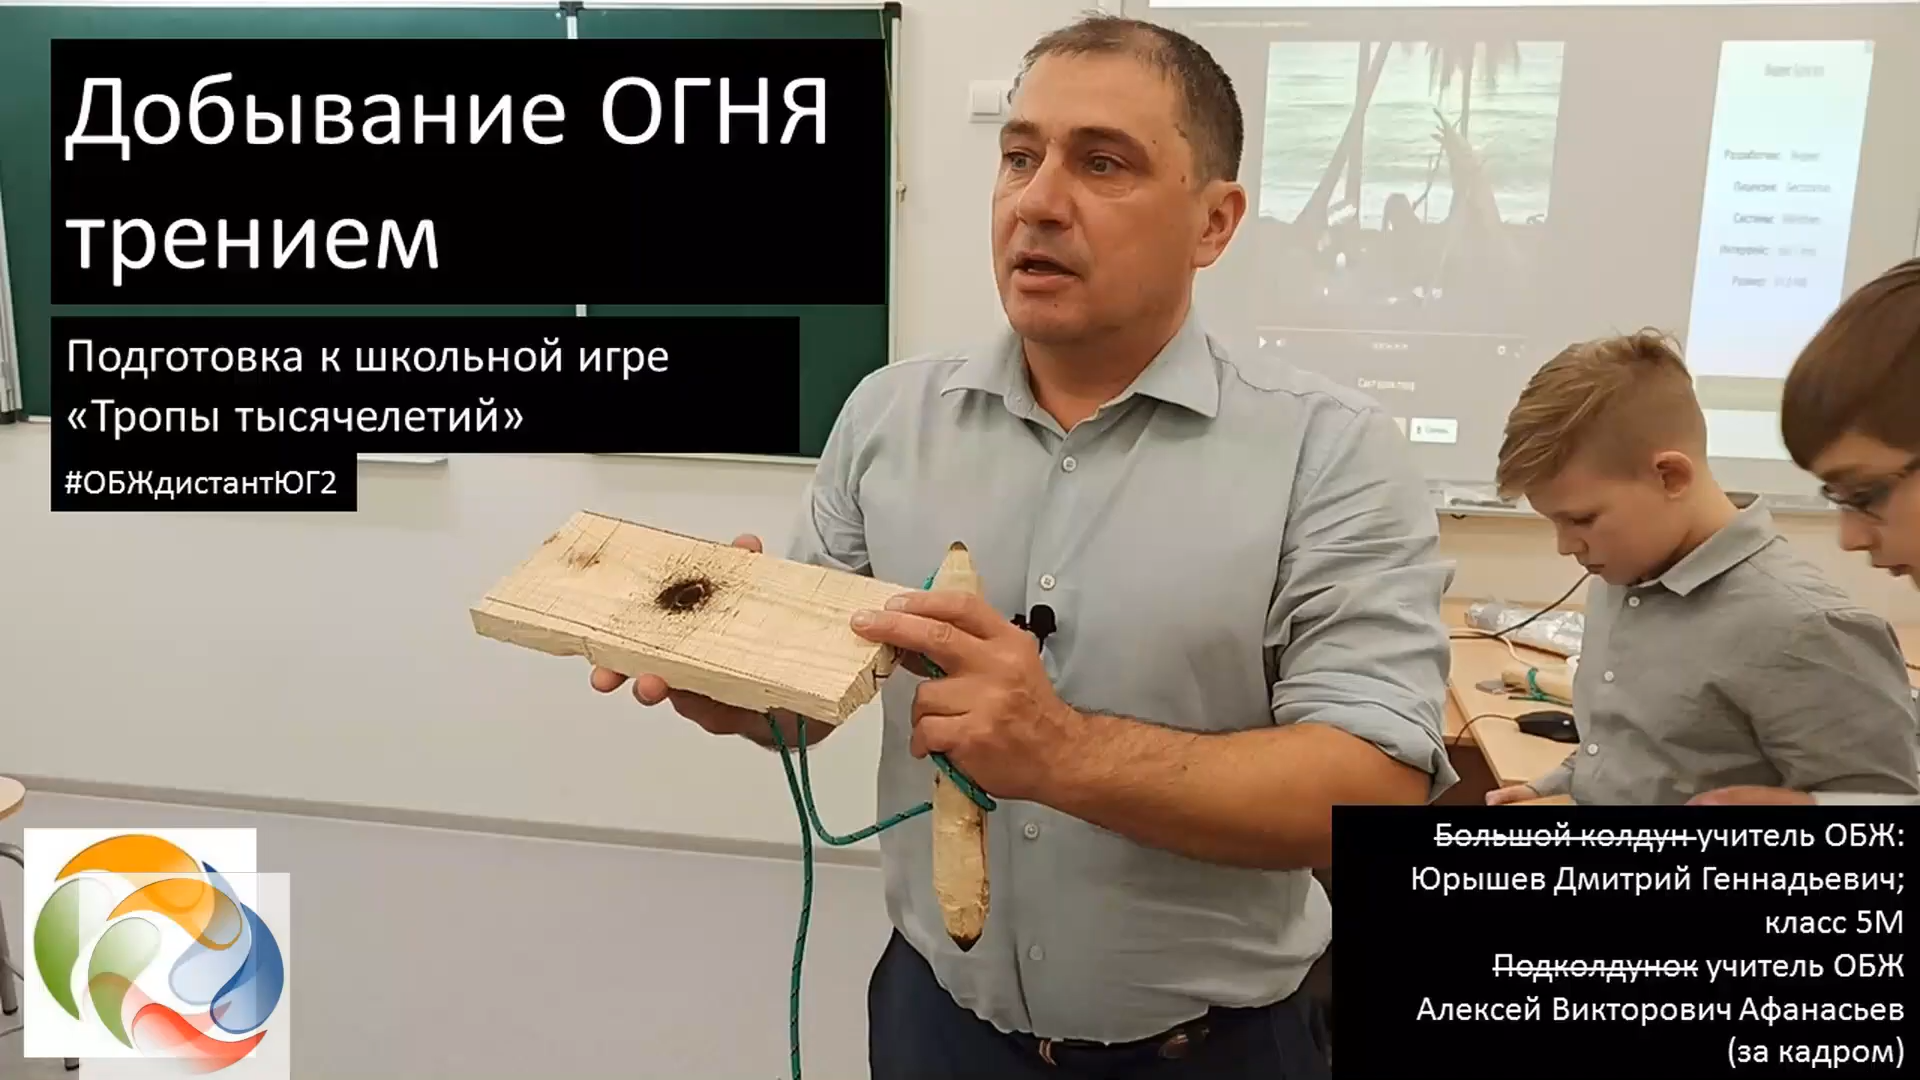 Добывание ОГНЯ
трением
Подготовка к школьной игре
«Тропы тысячелетий»
#ОБЖдистантЮГ2
Большой колдун учитель ОБЖ:
Юрышев Дмитрий Геннадьевич;
класс 5М
Подколдунок учитель ОБЖ
Алексей Викторович Афанасьев
(за кадром)